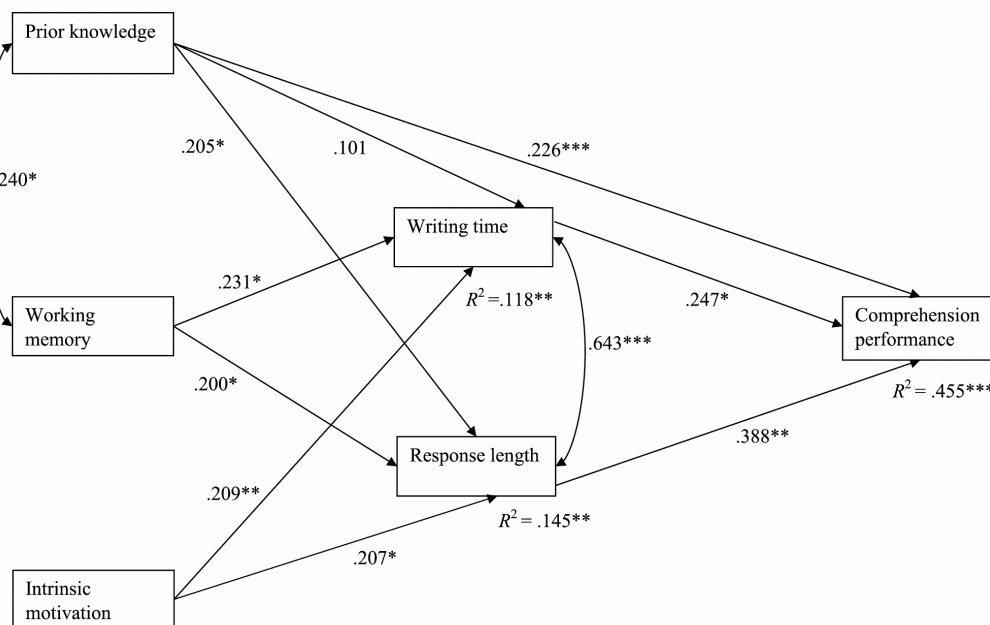 Prior knowledge
.205*
.101
.226***
240*
Writing time
.231*
R² =.118**
.247*
Working
memory
Comprehension
performance
.643***
.200*
R² = .455***
.388**
Response length
.209**
R² = .145**
.207*
Intrinsic
motivation